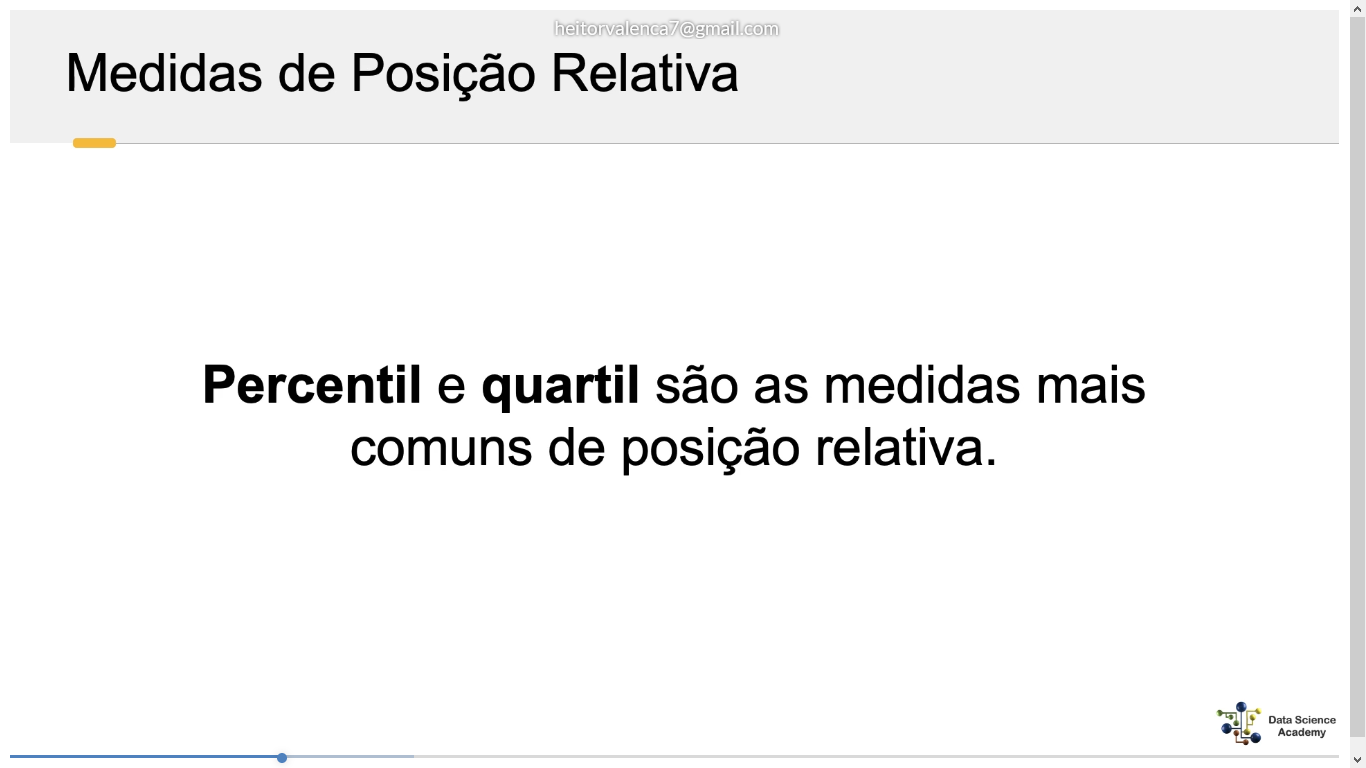 heitorvalenca7@gmail.com
Medidas de Posição Relativa
Percentil e quartil são as medidas mais
comuns de posição relativa.
Data Science
Academy